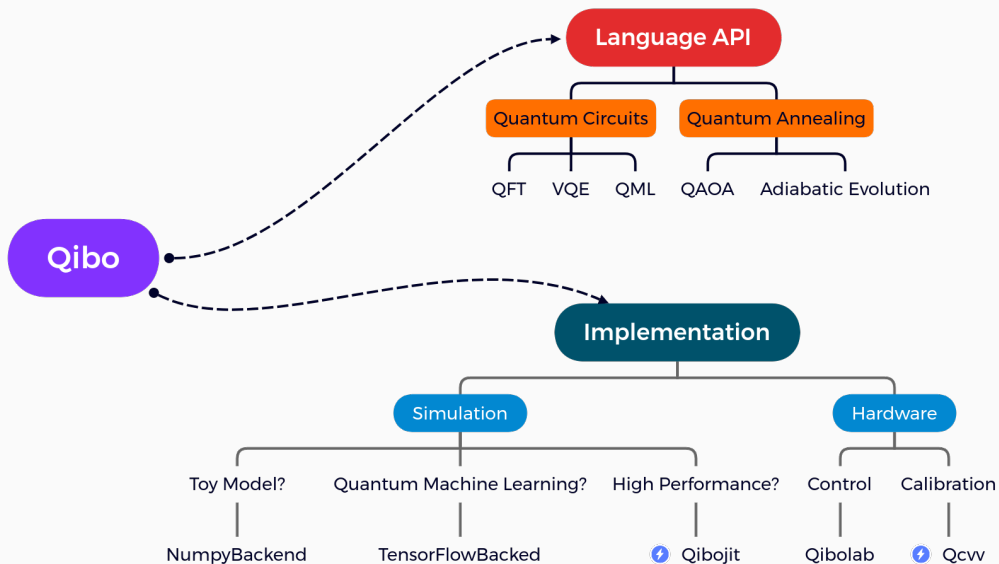 Language API
Quantum Circuits
Quantum Annealing
QFT
VQE
QML
QAOA
Adiabatic Evolution
Qibo
Implementation
Simulation
Hardware
Toy Model?
Quantum Machine Learning?
High Performance?
Control
Calibration
NumpyBackend
TensorFlowBacked
Qibojit
Qibolab
Qcvv